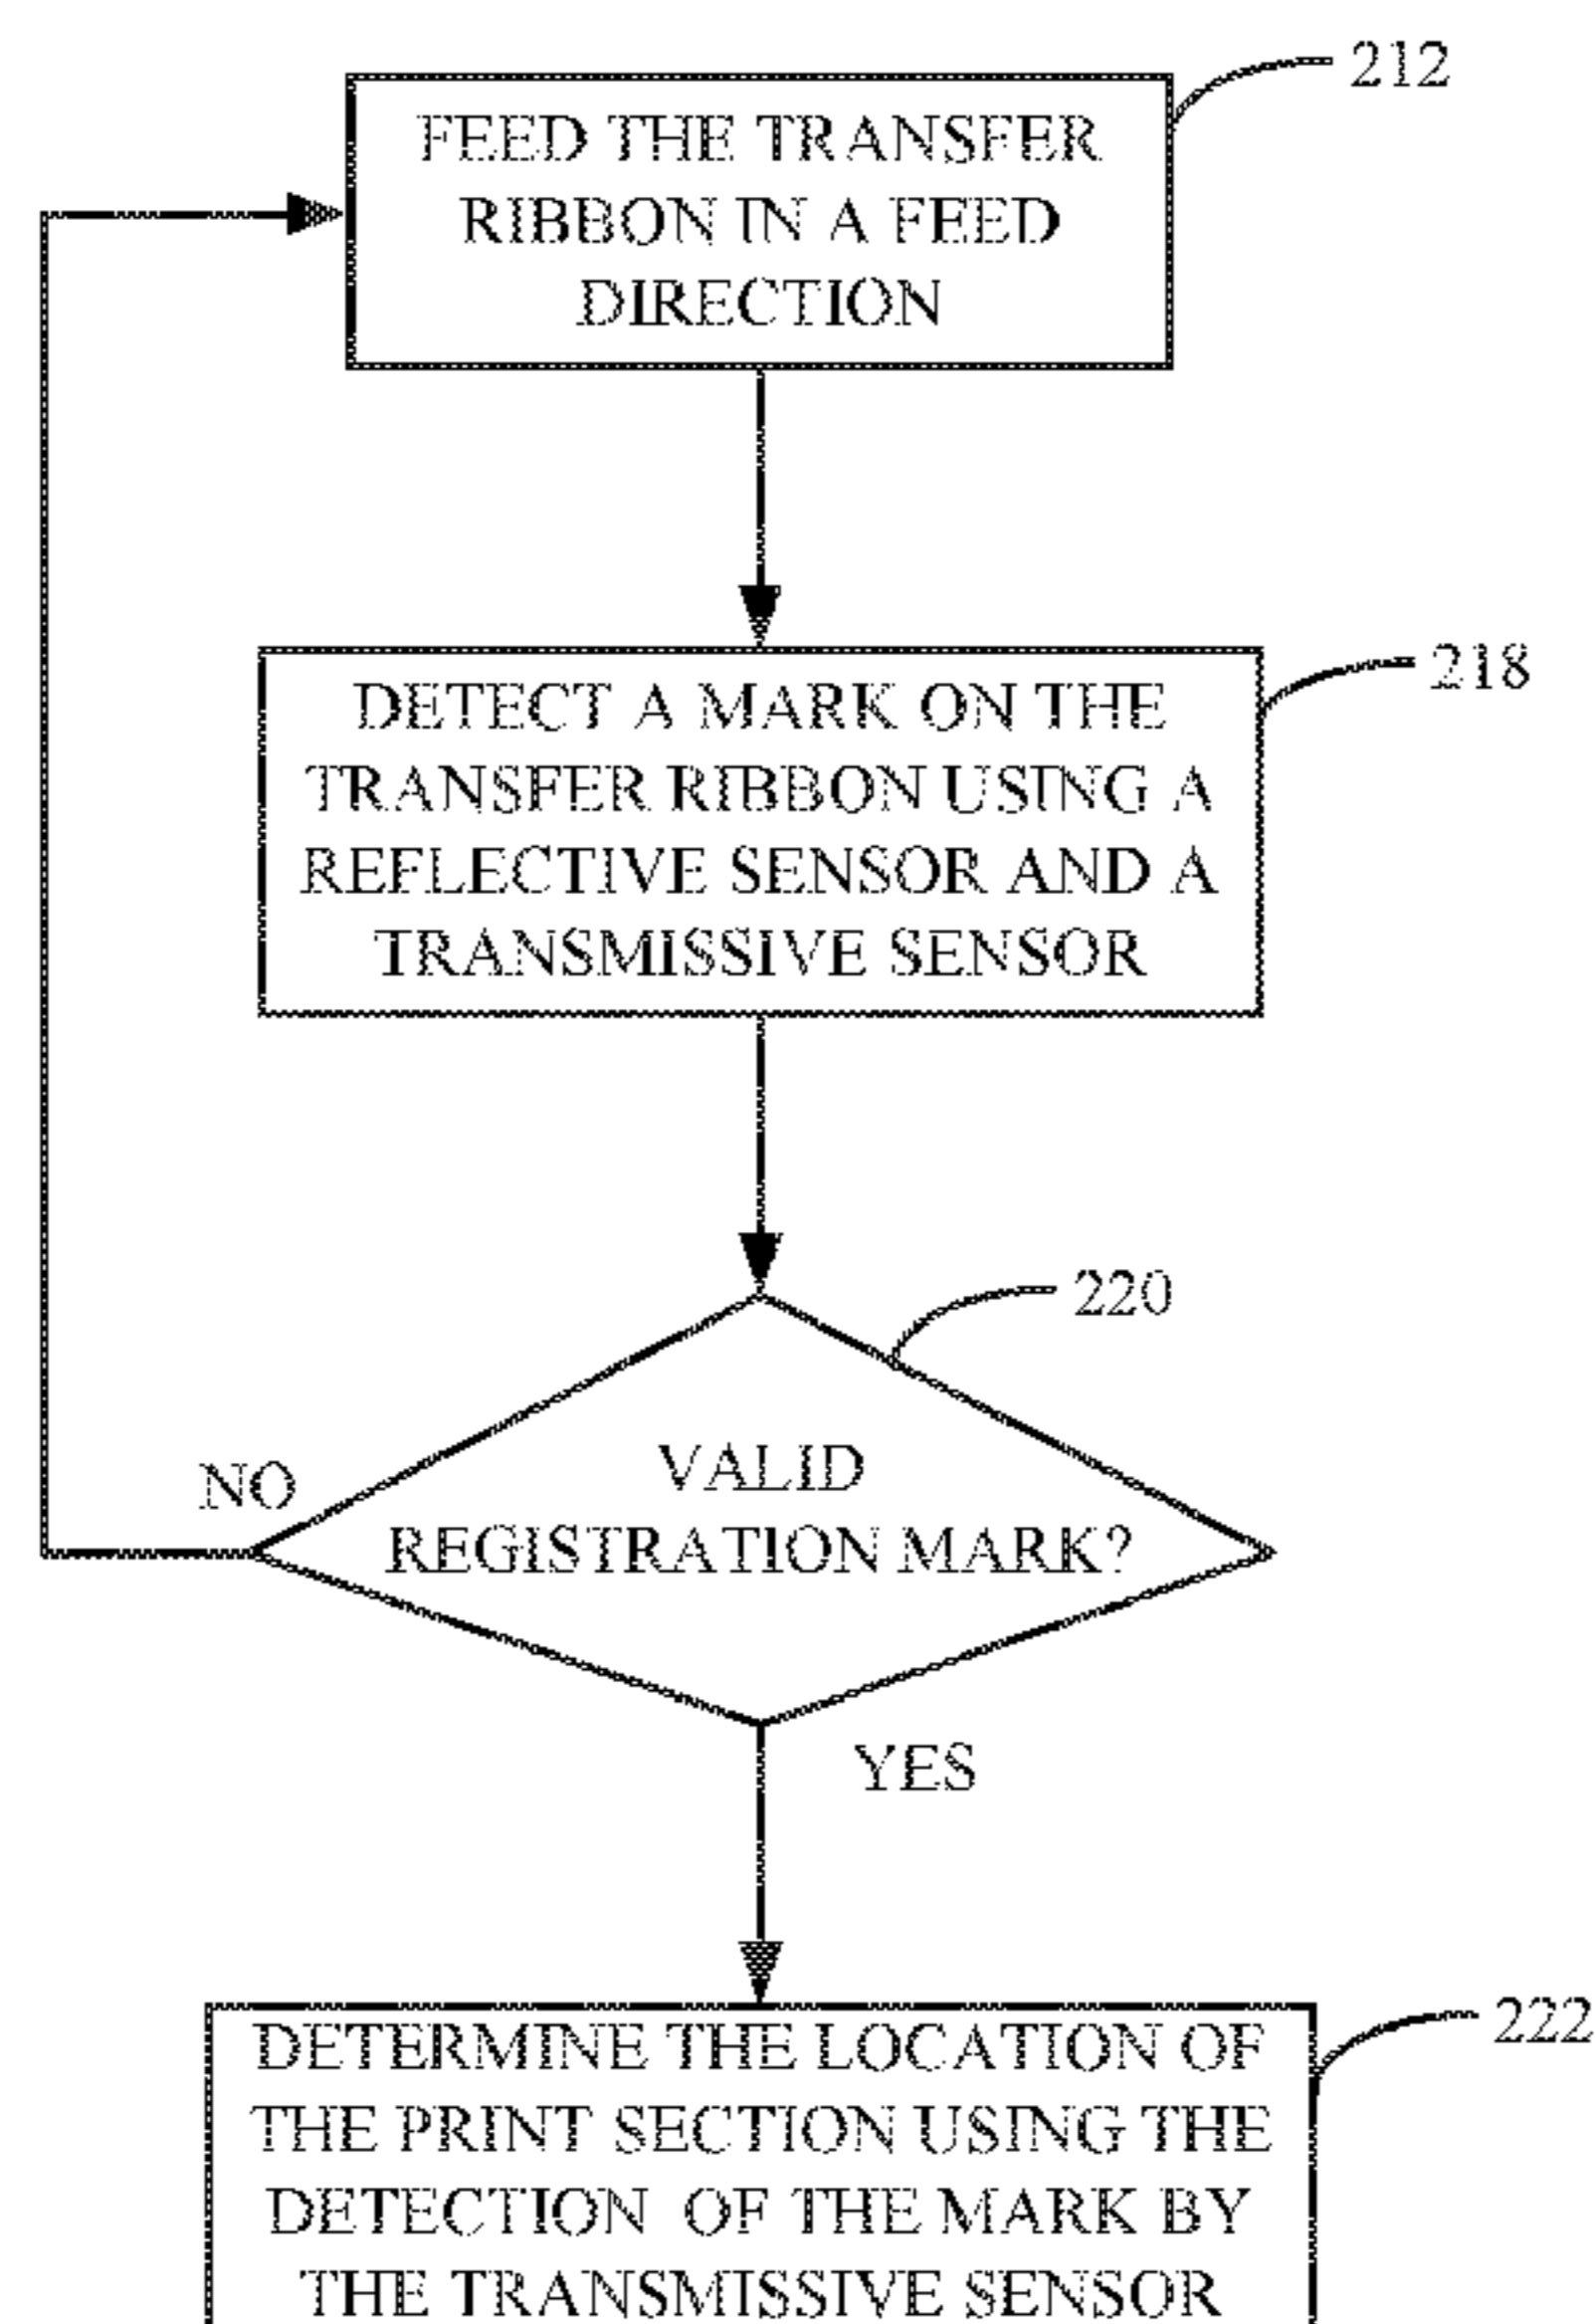 212
FEED THE TRANSFER
RIBBON IN A FEED
DIRECTION
218
DETECT A MARK ON THE
TRANSFER RIBBON USING A
REFLECTIVE SENSOR AND A
TRANSMISSIVE SENSOR
220
VALID
REGISTRATION MARK?
NO
YES
222
DETERMINE THE LOCATION OF
THE PRINT SECTION USING THE
DETECTION OF THE MARK BY
THE TRANSMISSIVE SENSOR